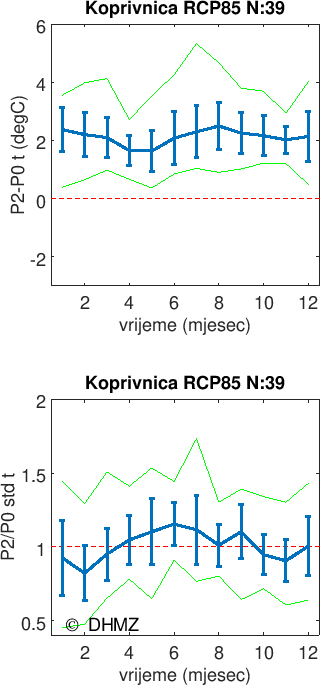 Koprivnica RCP85 N:39
6
4
2
0
-2
P2-P0 t (degC)
2 4 6 8 10 12
vrijeme (mjesec)
Koprivnica RCP85 N:39
2
1.5
1
0.5
P2/P0 std t
© DHMZ
2 4 6 8 10 12
vrijeme (mjesec)